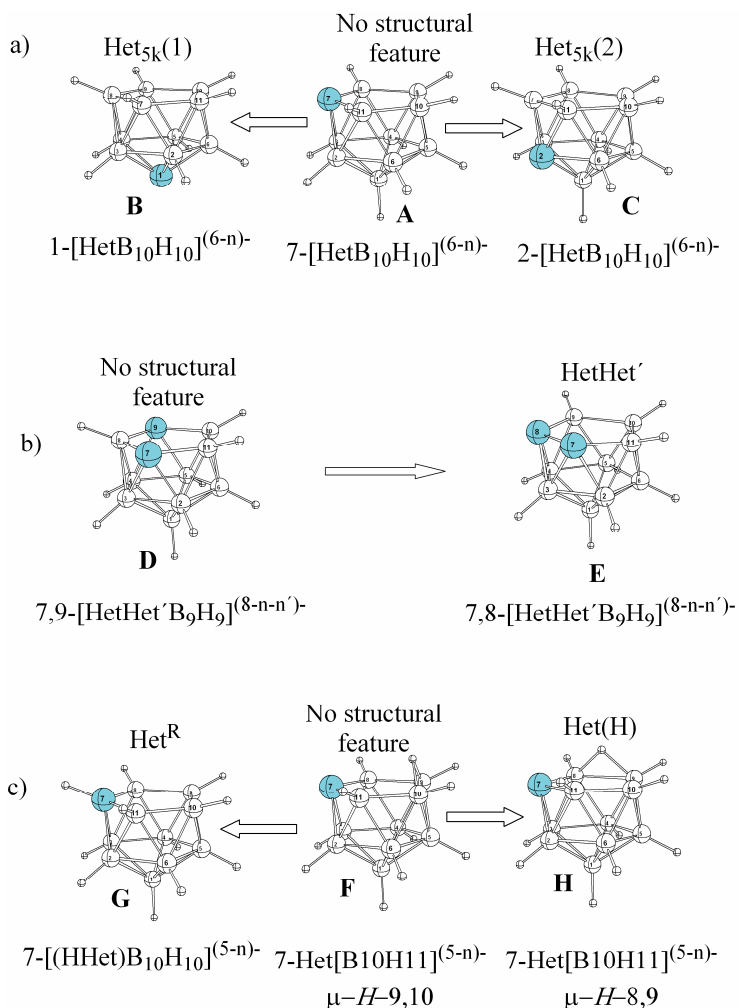 a)
Het₅ₖ(1)
No structural
feature
Het₅ₖ(2)
B
A
C
1-[HetB₁₀H₁₀]⁽⁶⁻ⁿ⁾⁻
7-[HetB₁₀H₁₀]⁽⁶⁻ⁿ⁾⁻
2-[HetB₁₀H₁₀]⁽⁶⁻ⁿ⁾⁻
b)
No structural
feature
HetHet´
D
E
7,9-[HetHet´B₉H₉]⁽⁸⁻ⁿ⁻ⁿ´⁾⁻
7,8-[HetHet´B₉H₉]⁽⁸⁻ⁿ⁻ⁿ´⁾⁻
c)
Hetᴿ
No structural
feature
Het(H)
G
F
H
7-[(HHet)B₁₀H₁₀]⁽⁵⁻ⁿ⁾⁻
7-Het[B10H11]⁽⁵⁻ⁿ⁾⁻
µ–H–9,10
7-Het[B10H11]⁽⁵⁻ⁿ⁾⁻
µ–H–8,9